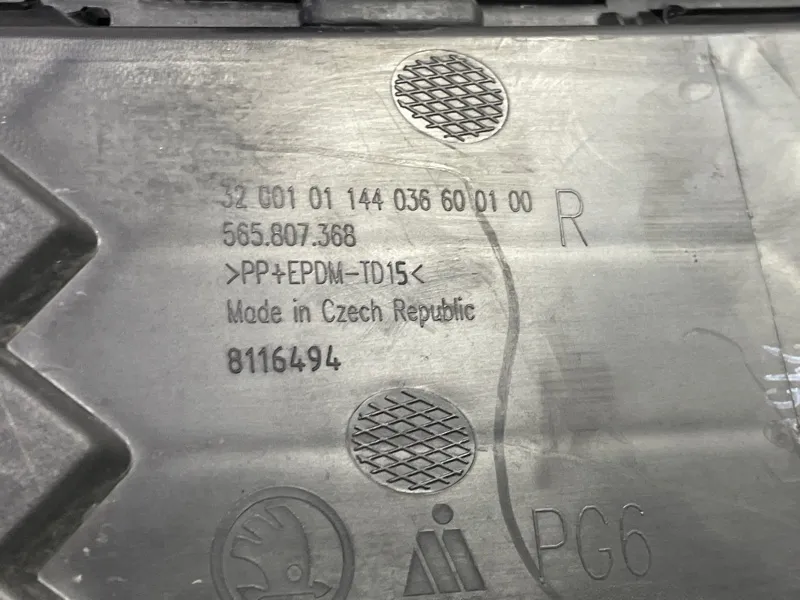 32 001 01 144 036 60 01 00
R
565.807.368
>PP+EPDM-TD15<
Made in Czech Republic
8116494
PG6